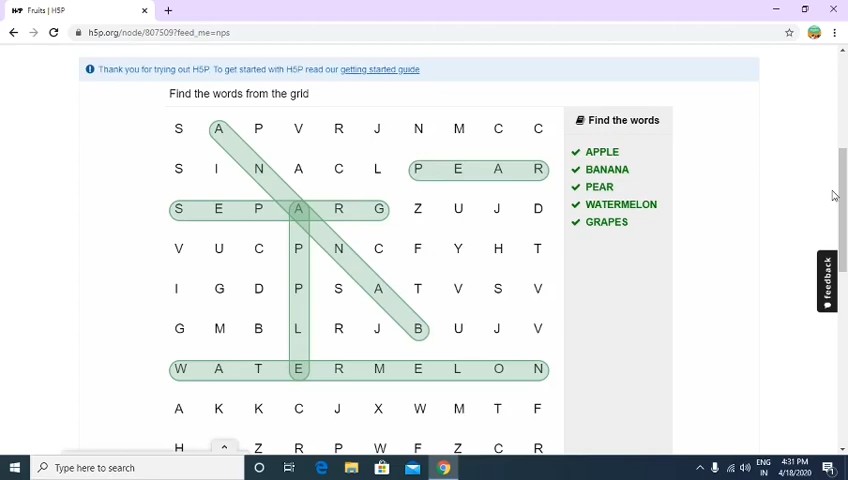 H-P Fruits | H5P
h5p.org/node/807509?feed_me=nps
Thank you for trying out H5P. To get started with H5P read our getting started guide
Find the words from the grid
S A P V R J N M C C
S I N A C L P E A R
S E P A R G Z U J D
V U C P N C F Y H T
I G D P S A T V S V
G M B L R J B U J V
W A T E R M E L O N
A K K C J X W M T F
H Z R P W F Z C R
Find the words
APPLE
BANANA
PEAR
WATERMELON
GRAPES
feedback
Type here to search
ENG
IN
4:31 PM
4/18/2020